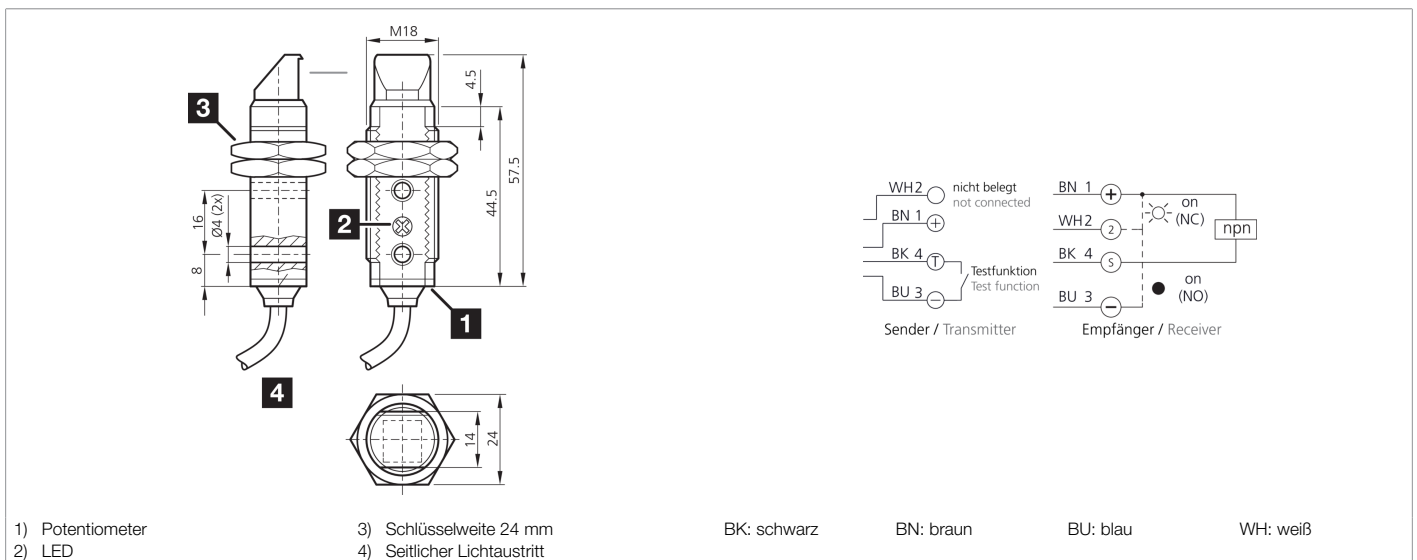 M18
4.5
3
57.5
44.5
16
Ø4 (2x)
2
8
1
4
14
24
WH2
nicht belegt
not connected
BN 1
+
BK 4
T
Testfunktion
Test function
BU 3
−
Sender / Transmitter
BN 1
+
on
(NC)
npn
WH2
2
BK 4
S
on
(NO)
BU 3
−
Empfänger / Receiver
1) Potentiometer
2) LED
3) Schlüsselweite 24 mm
4) Seitlicher Lichtaustritt
BK: schwarz
BN: braun
BU: blau
WH: weiß